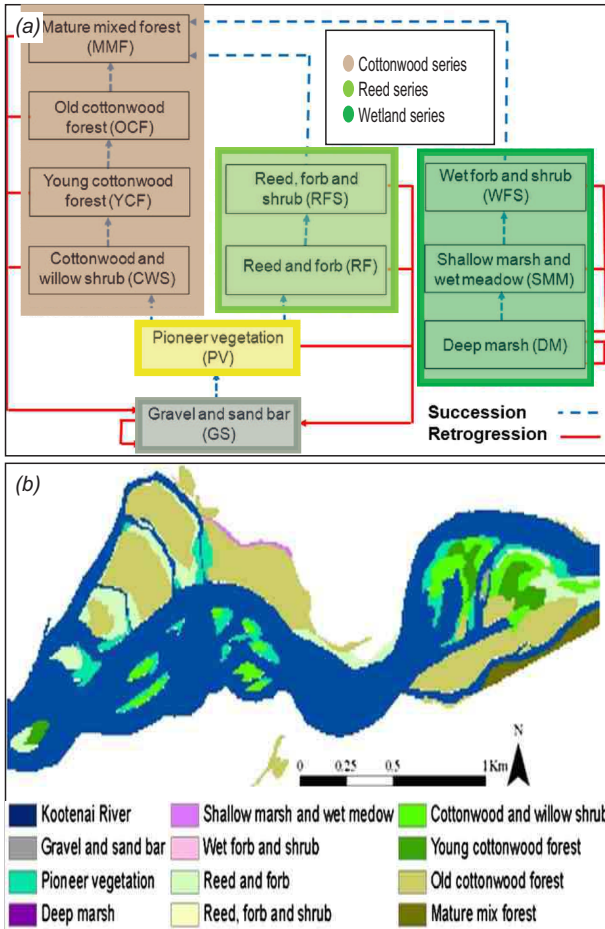 (a)
Mature mixed forest
(MMF)
Cottonwood series
Reed series
Wetland series
Old cottonwood
forest (OCF)
Young cottonwood
forest (YCF)
Reed, forb and
shrub (RFS)
Wet forb and shrub
(WFS)
Cottonwood and
willow shrub (CWS)
Reed and forb (RF)
Shallow marsh and
wet meadow (SMM)
Pioneer vegetation
(PV)
Deep marsh (DM)
Gravel and sand bar
(GS)
Succession
Retrogression
(b)
N
0 0.25 0.5 1Km
Kootenai River
Shallow marsh and wet medow
Cottonwood and willow shrub
Gravel and sand bar
Wet forb and shrub
Young cottonwood forest
Pioneer vegetation
Reed and forb
Old cottonwood forest
Deep marsh
Reed, forb and shrub
Mature mix forest